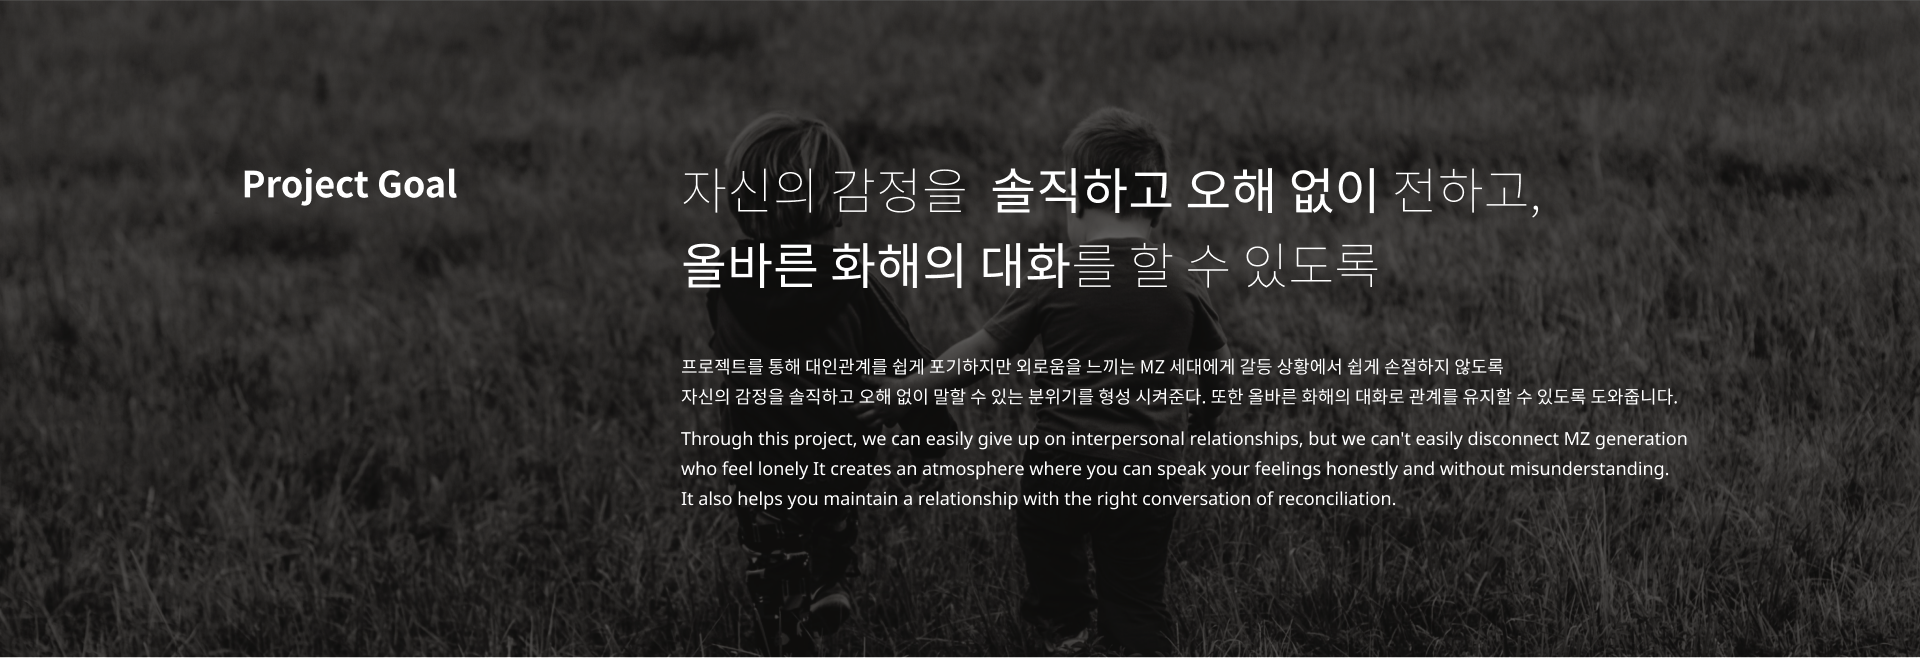 Project Goal
자신의 감정을 솔직하고 오해 없이 전하고,
올바른 화해의 대화를 할 수 있도록
프로젝트를 통해 대인관계를 쉽게 포기하지만 외로움을 느끼는 MZ 세대에게 갈등 상황에서 쉽게 손절하지 않도록
자신의 감정을 솔직하고 오해 없이 말할 수 있는 분위기를 형성 시켜준다. 또한 올바른 화해의 대화로 관계를 유지할 수 있도록 도와줍니다.
Through this project, we can easily give up on interpersonal relationships, but we can't easily disconnect MZ generation
who feel lonely It creates an atmosphere where you can speak your feelings honestly and without misunderstanding.
It also helps you maintain a relationship with the right conversation of reconciliation.